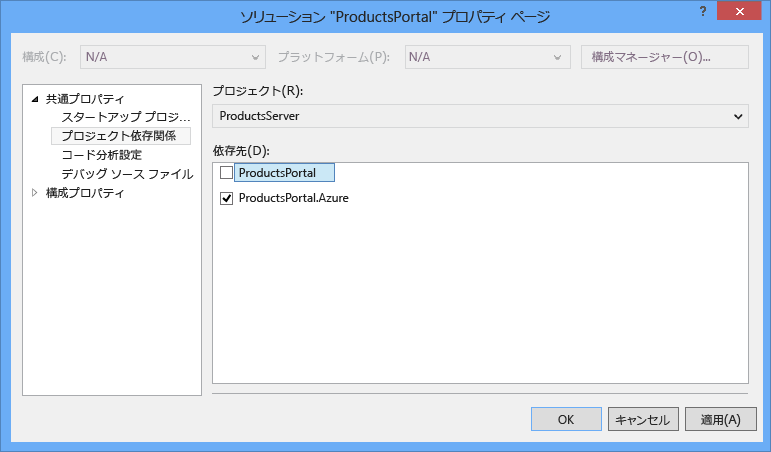 ソリューション "ProductsPortal" プロパティ ページ
?
構成(C):
N/A
プラットフォーム(P):
N/A
構成マネージャー(O)...
共通プロパティ
スタートアップ プロジ...
プロジェクト依存関係
コード分析設定
デバッグ ソース ファイル
構成プロパティ
プロジェクト(R):
ProductsServer
依存先(D):
ProductsPortal
ProductsPortal.Azure
OK
キャンセル
適用(A)